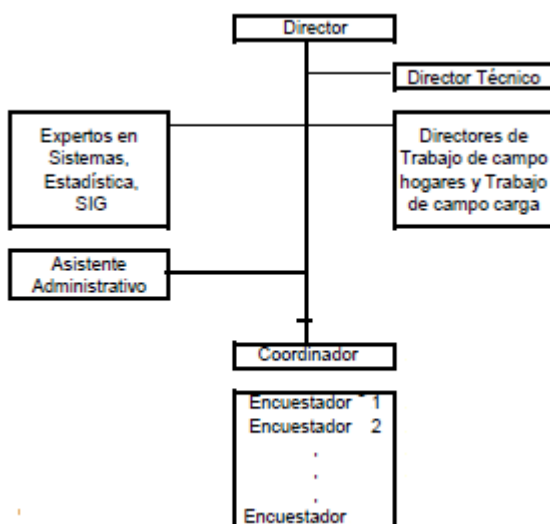 Director
Director Técnico
Expertos en
Sistemas,
Estadística,
SIG
Directores de
Trabajo de campo
hogares y Trabajo
de campo carga
Asistente
Administrativo
Coordinador
Encuestador 1
Encuestador 2
.
.
.
Encuestador